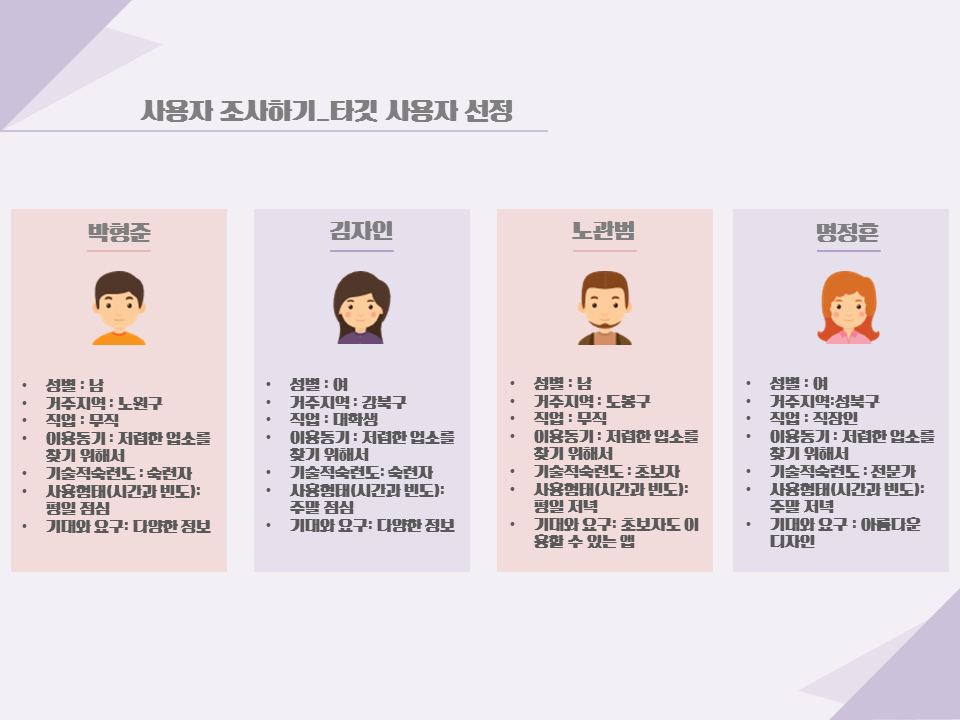 사용자 조사하기_타깃 사용자 선정
박형준
• 성별 : 남
• 거주지역 : 노원구
• 직업 : 무직
• 이용동기 : 저렴한 업소를
찾기 위해서
• 기술적숙련도 : 숙련자
• 사용형태(시간과 빈도):
평일 점심
• 기대와 요구: 다양한 정보
김자인
• 성별 : 여
• 거주지역 : 강북구
• 직업 : 대학생
• 이용동기 : 저렴한 업소를
찾기 위해서
• 기술적숙련도: 숙련자
• 사용형태(시간과 빈도):
주말 점심
• 기대와 요구: 다양한 정보
노관범
• 성별 : 남
• 거주지역 : 도봉구
• 직업 : 무직
• 이용동기 : 저렴한 업소를
찾기 위해서
• 기술적숙련도 : 초보자
• 사용형태(시간과 빈도):
평일 저녁
• 기대와 요구: 초보자도 이
용할 수 있는 앱
명정흔
• 성별 : 여
• 거주지역:성북구
• 직업 : 직장인
• 이용동기 : 저렴한 업소를
찾기 위해서
• 기술적숙련도 : 전문가
• 사용형태(시간과 빈도):
주말 저녁
• 기대와 요구 : 아름다운
디자인